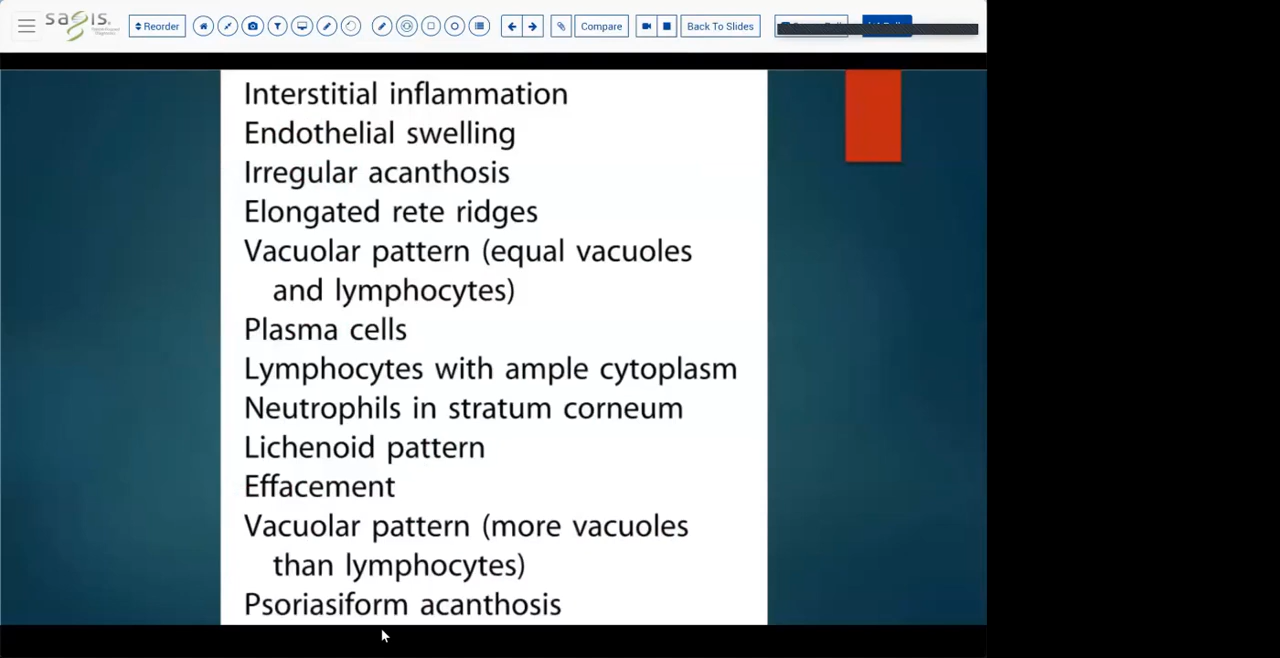 sagis
Reorder
Compare
Back To Slides
Interstitial inflammation
Endothelial swelling
Irregular acanthosis
Elongated rete ridges
Vacuolar pattern (equal vacuoles
and lymphocytes)
Plasma cells
Lymphocytes with ample cytoplasm
Neutrophils in stratum corneum
Lichenoid pattern
Effacement
Vacuolar pattern (more vacuoles
than lymphocytes)
Psoriasiform acanthosis